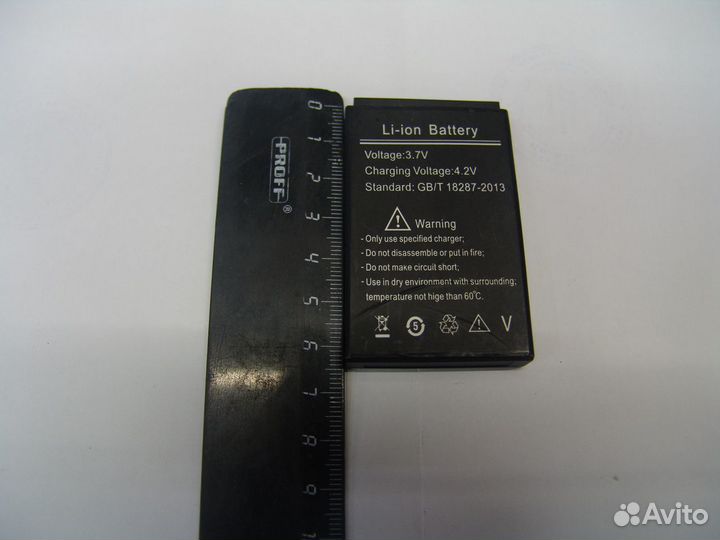 Li-ion Battery
Voltage:3.7V
Charging Voltage:4.2V
Standard: GB/T 18287-2013
Warning
- Only use specified charger;
- Do not disassemble or put in fire;
- Do not make circuit short;
- Use in dry environment with surrounding;
temperature not hige than 60°C.
5
V
PROFF ®
0
1
2
3
4
5
6
7
8
9
1
Avito